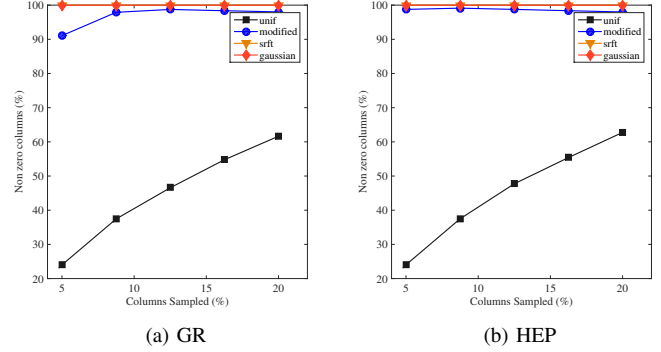 100
90
80
70
60
50
40
30
20
Non zero columns (%)
5
10
15
20
Columns Sampled (%)
unif
modified
srft
gaussian
(a) GR
100
90
80
70
60
50
40
30
20
Non zero columns (%)
5
10
15
20
Columns Sampled (%)
unif
modified
srft
gaussian
(b) HEP